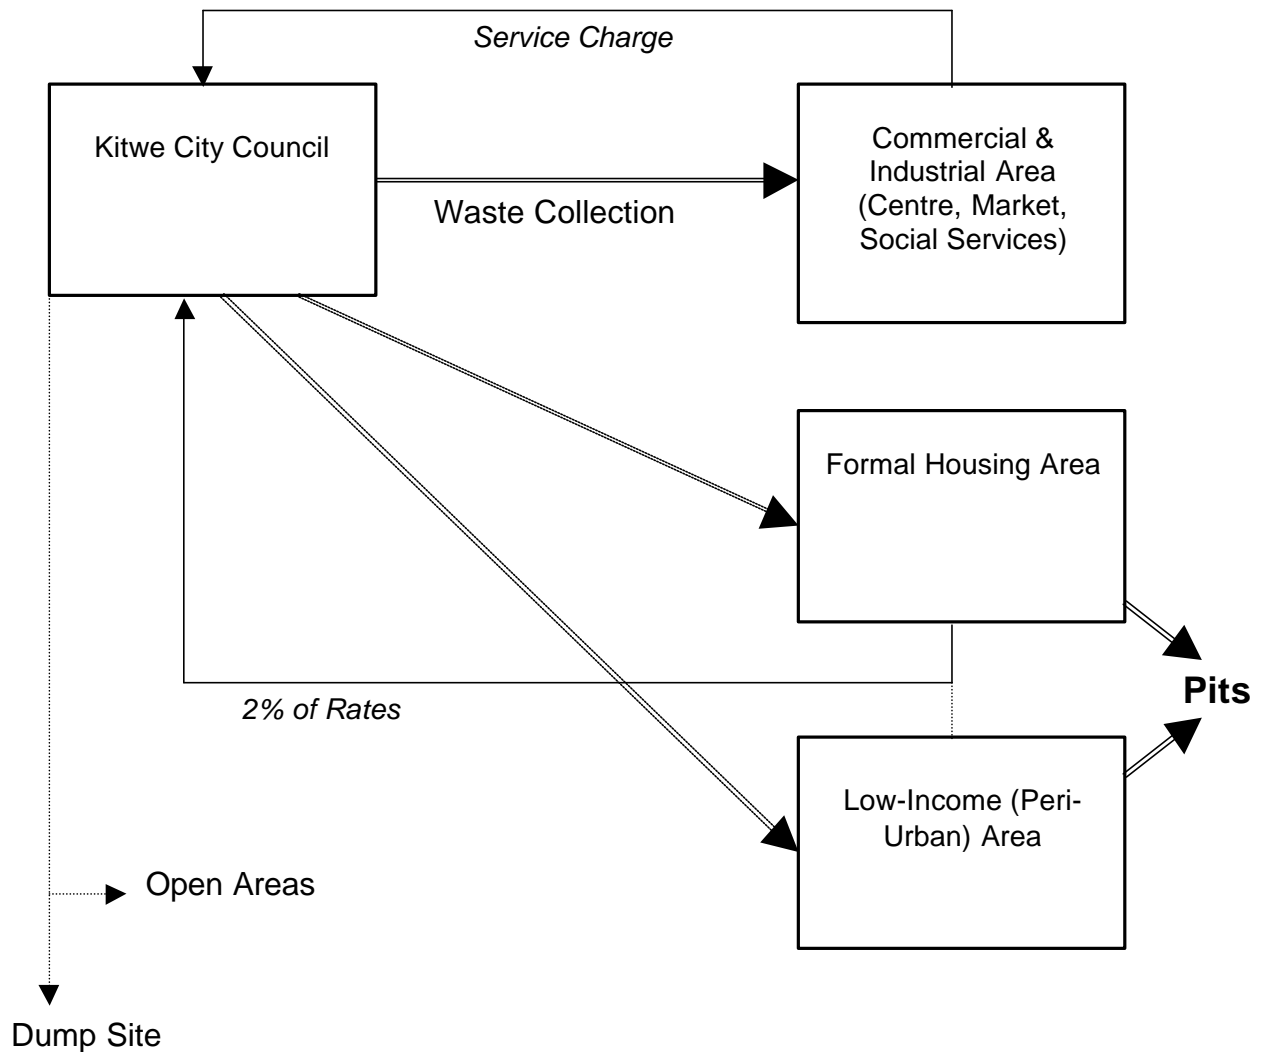 Service Charge
Kitwe City Council
Commercial &
Industrial Area
(Centre, Market,
Social Services)
Waste Collection
Formal Housing Area
Pits
2% of Rates
Low-Income (Peri-
Urban) Area
Open Areas
Dump Site